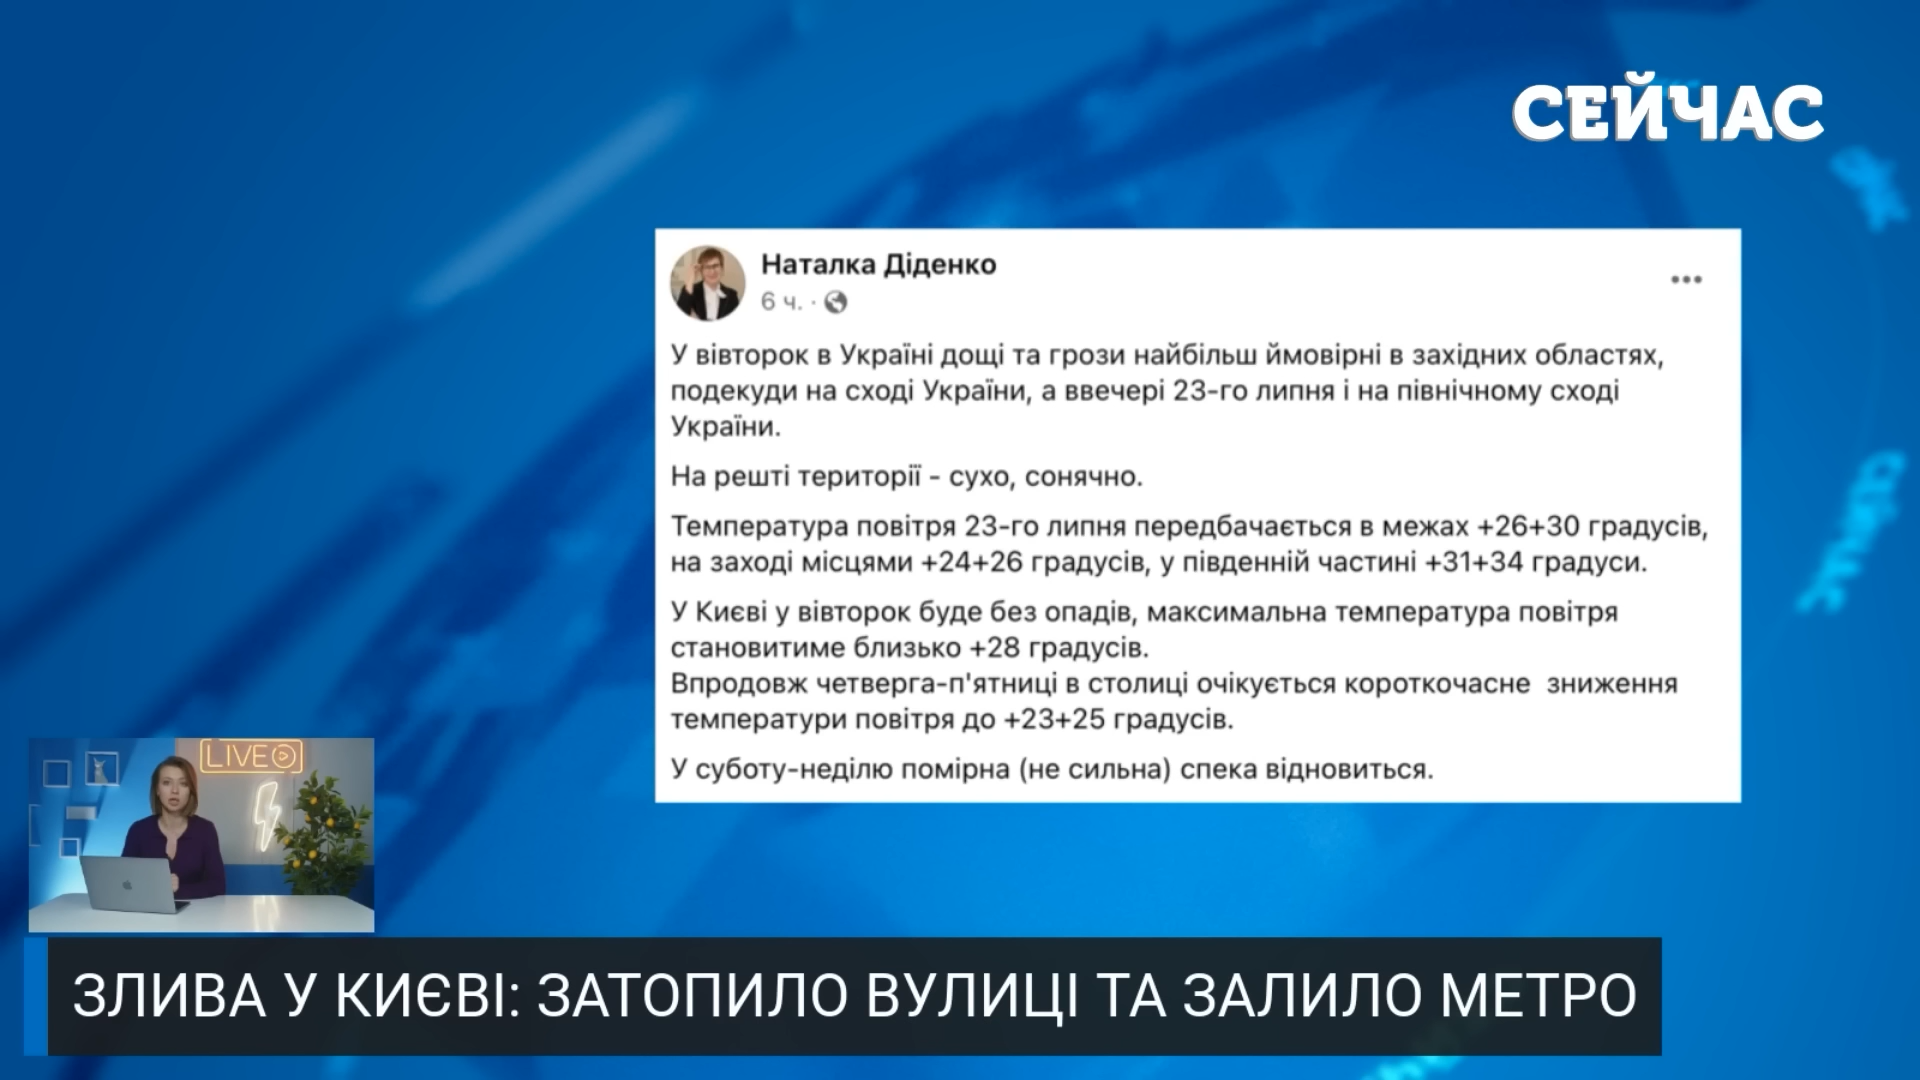 СЕЙЧАС
Наталка Діденко
6 ч. ·
У вівторок в Україні дощі та грози найбільш ймовірні в західних областях,
подекуди на сході України, а ввечері 23-го липня і на північному сході
України.
На решті території - сухо, сонячно.
Температура повітря 23-го липня передбачається в межах +26+30 градусів,
на заході місцями +24+26 градусів, у південній частині +31+34 градуси.
У Києві у вівторок буде без опадів, максимальна температура повітря
становитиме близько +28 градусів.
Впродовж четверга-п'ятниці в столиці очікується короткочасне  зниження
температури повітря до +23+25 градусів.
У суботу-неділю помірна (не сильна) спека відновиться.
LIVE
ЗЛИВА У КИЄВІ: ЗАТОПИЛО ВУЛИЦІ ТА ЗАЛИЛО МЕТРО